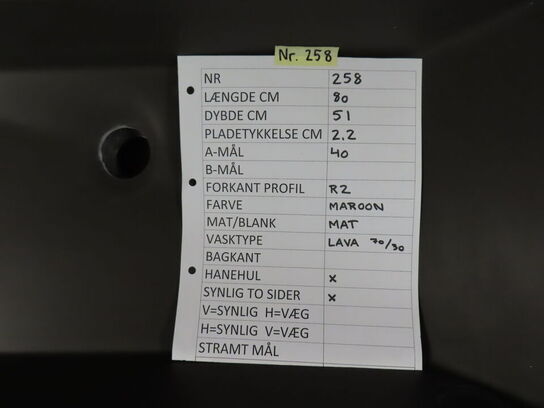 Nr. 258
NR 258
LÆNGDE CM 80
DYBDE CM 51
PLADETYKKELSE CM 2.2
A-MÅL 40
B-MÅL
FORKANT PROFIL R2
FARVE MAROON
MAT/BLANK MAT
VASKTYPE LAVA 70/30
BAGKANT
HANEHUL x
SYNLIG TO SIDER x
V=SYNLIG H=VÆG
H=SYNLIG V=VÆG
STRAMT MÅL